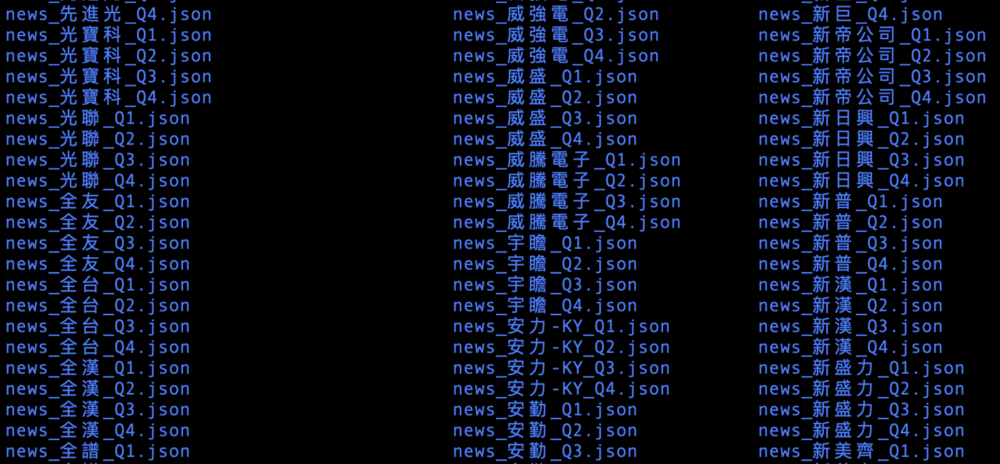 news_先進光_Q4.json
news_光寶科_Q1.json
news_光寶科_Q2.json
news_光寶科_Q3.json
news_光寶科_Q4.json
news_光聯_Q1.json
news_光聯_Q2.json
news_光聯_Q3.json
news_光聯_Q4.json
news_全友_Q1.json
news_全友_Q2.json
news_全友_Q3.json
news_全友_Q4.json
news_全台_Q1.json
news_全台_Q2.json
news_全台_Q3.json
news_全台_Q4.json
news_全漢_Q1.json
news_全漢_Q2.json
news_全漢_Q3.json
news_全漢_Q4.json
news_全譜_Q1.json
news_威強電_Q2.json
news_威強電_Q3.json
news_威強電_Q4.json
news_威盛_Q1.json
news_威盛_Q2.json
news_威盛_Q3.json
news_威盛_Q4.json
news_威騰電子_Q1.json
news_威騰電子_Q2.json
news_威騰電子_Q3.json
news_威騰電子_Q4.json
news_宇瞻_Q1.json
news_宇瞻_Q2.json
news_宇瞻_Q3.json
news_宇瞻_Q4.json
news_安力-KY_Q1.json
news_安力-KY_Q2.json
news_安力-KY_Q3.json
news_安力-KY_Q4.json
news_安勤_Q1.json
news_安勤_Q2.json
news_安勤_Q3.json
news_新巨_Q4.json
news_新帝公司_Q1.json
news_新帝公司_Q2.json
news_新帝公司_Q3.json
news_新帝公司_Q4.json
news_新日興_Q1.json
news_新日興_Q2.json
news_新日興_Q3.json
news_新日興_Q4.json
news_新普_Q1.json
news_新普_Q2.json
news_新普_Q3.json
news_新普_Q4.json
news_新漢_Q1.json
news_新漢_Q2.json
news_新漢_Q3.json
news_新漢_Q4.json
news_新盛力_Q1.json
news_新盛力_Q2.json
news_新盛力_Q3.json
news_新盛力_Q4.json
news_新美齊_Q1.json